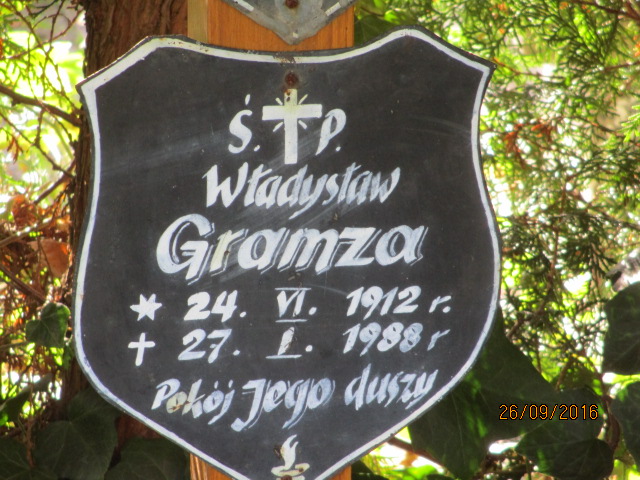 Ś. P.
Władysław
Gramza
* 24. VI. 1912 r.
† 27. I. 1988 r
Pokój Jego duszy
26/09/2016